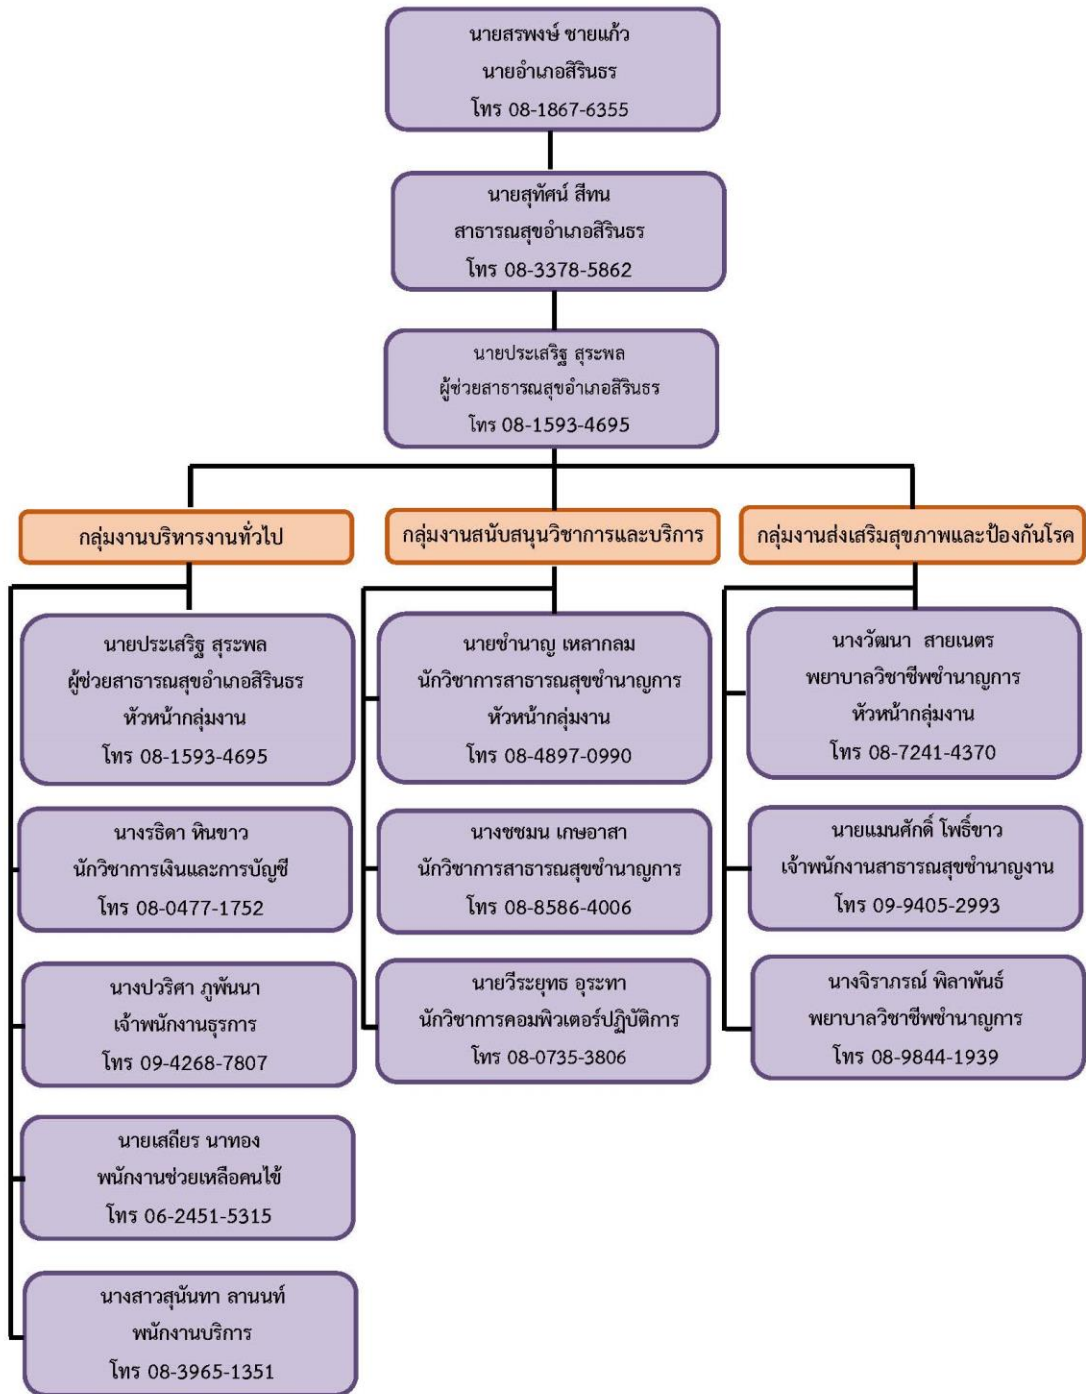 นายสรพงษ์ ซายแก้ว
นายอำเภอสิรินธร
โทร 08-1867-6355
นายสุทัศน์ สีทน
สาธารณสุขอำเภอสิรินธร
โทร 08-3378-5862
นายประเสริฐ สุระพล
ผู้ช่วยสาธารณสุขอำเภอสิรินธร
โทร 08-1593-4695
กลุ่มงานบริหารงานทั่วไป
นายประเสริฐ สุระพล
ผู้ช่วยสาธารณสุขอำเภอสิรินธร
หัวหน้ากลุ่มงาน
โทร 08-1593-4695
นางรธิดา หินขาว
นักวิชาการเงินและการบัญชี
โทร 08-0477-1752
นางปวริศา ภูพันนา
เจ้าพนักงานธุรการ
โทร 09-4268-7807
นายเสถียร นาทอง
พนักงานช่วยเหลือคนไข้
โทร 06-2451-5315
นางสาวสุนันทา ลานนท์
พนักงานบริการ
โทร 08-3965-1351
กลุ่มงานสนับสนุนวิชาการและบริการ
นายชำนาญ เหลากลม
นักวิชาการสาธารณสุขชำนาญการ
หัวหน้ากลุ่มงาน
โทร 08-4897-0990
นางชชมน เกษอาสา
นักวิชาการสาธารณสุขชำนาญการ
โทร 08-8586-4006
นายวีระยุทธ อุระทา
นักวิชาการคอมพิวเตอร์ปฏิบัติการ
โทร 08-0735-3806
กลุ่มงานส่งเสริมสุขภาพและป้องกันโรค
นางวัฒนา  สายเนตร
พยาบาลวิชาชีพชำนาญการ
หัวหน้ากลุ่มงาน
โทร 08-7241-4370
นายแมนศักดิ์ โพธิ์ขาว
เจ้าพนักงานสาธารณสุขชำนาญงาน
โทร 09-9405-2993
นางจิราภรณ์ พิลาพันธ์
พยาบาลวิชาชีพชำนาญการ
โทร 08-9844-1939